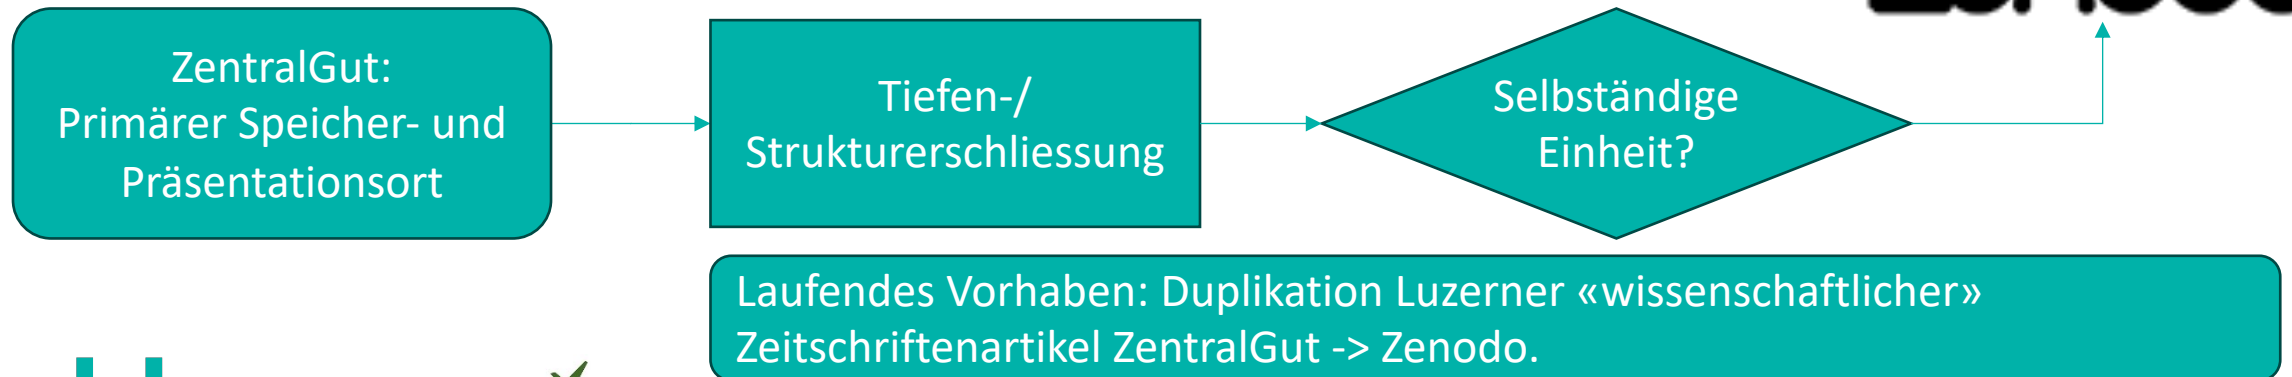 ZentralGut:
Primärer Speicher- und
Präsentationsort
Tiefen-/
Strukturerschliessung
Selbständige
Einheit?
Laufendes Vorhaben: Duplikation Luzerner «wissenschaftlicher»
Zeitschriftenartikel ZentralGut -> Zenodo.